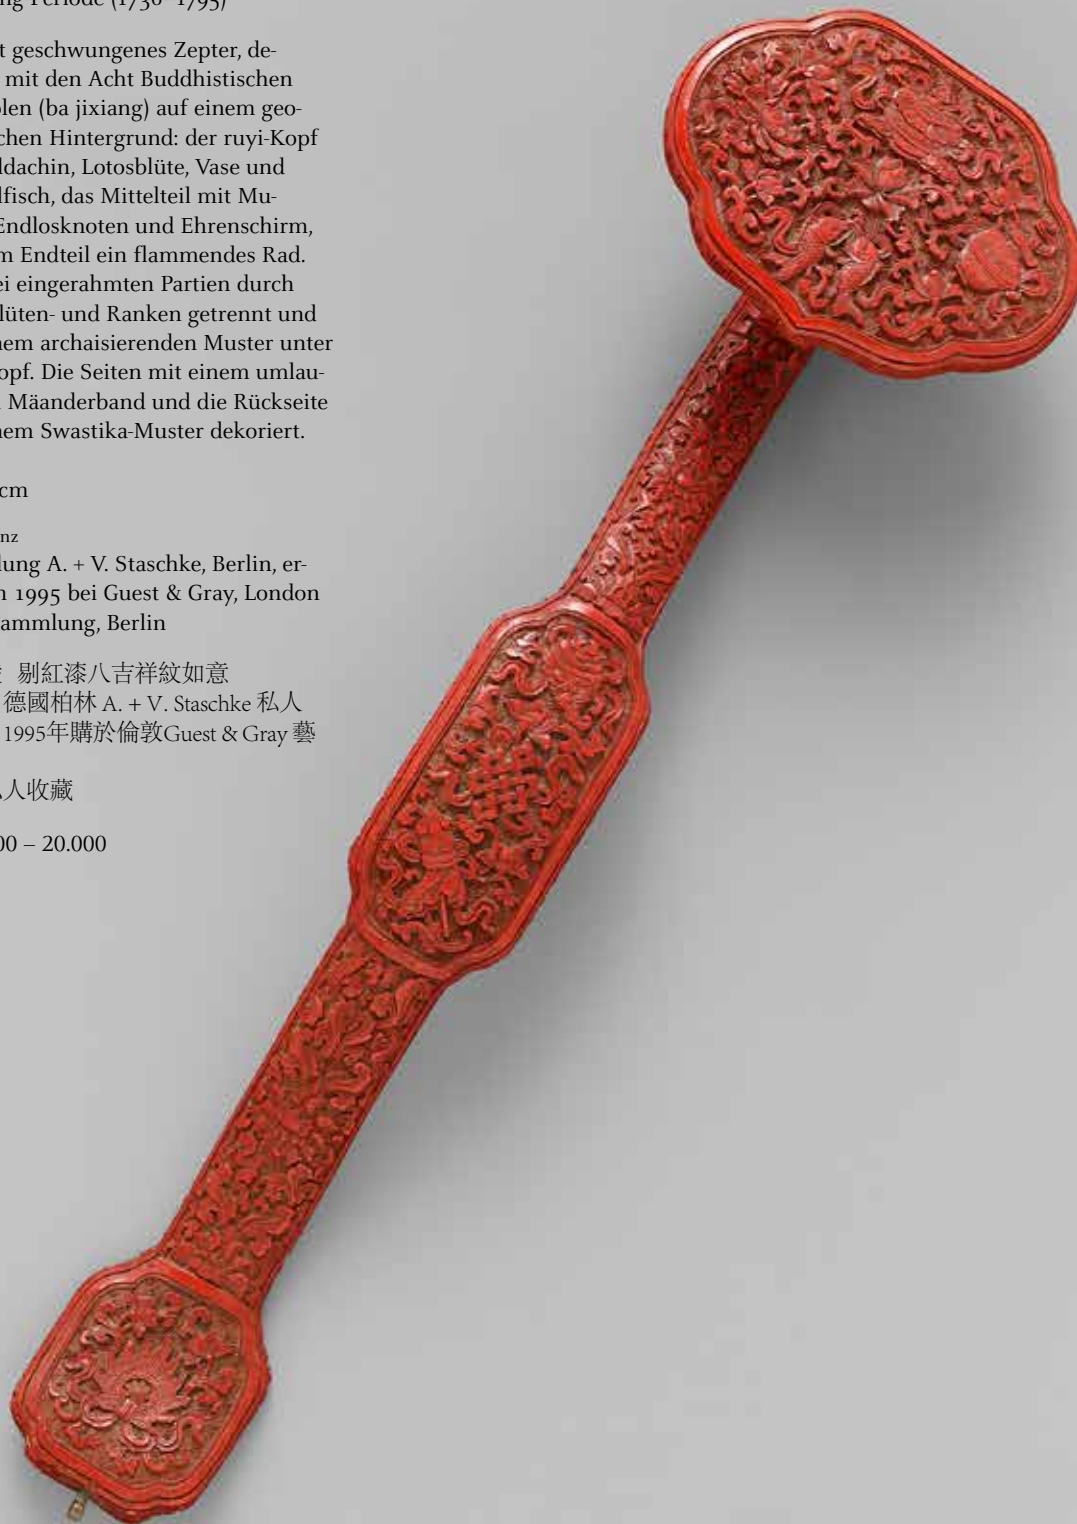 ng Periode (1736–1795)
t geschwungenes Zepter, de-
mit den Acht Buddhistischen
len (ba jixiang) auf einem geo-
chen Hintergrund: der ruyi-Kopf
ldachin, Lotosblüte, Vase und
lfisch, das Mittelteil mit Mu-
Endlosknoten und Ehrenschirm,
m Endteil ein flammendes Rad.
ei eingerahmten Partien durch
lüten- und Ranken getrennt und
nem archaisierenden Muster unter
opf. Die Seiten mit einem umlau-
Mäanderband und die Rückseite
nem Swastika-Muster dekoriert.
cm
nz
lung A. + V. Staschke, Berlin, er-
n 1995 bei Guest & Gray, London
ammlung, Berlin
剔紅漆八吉祥紋如意
德國柏林 A. + V. Staschke 私人
1995年購於倫敦Guest & Gray 藝
人收藏
00 – 20.000